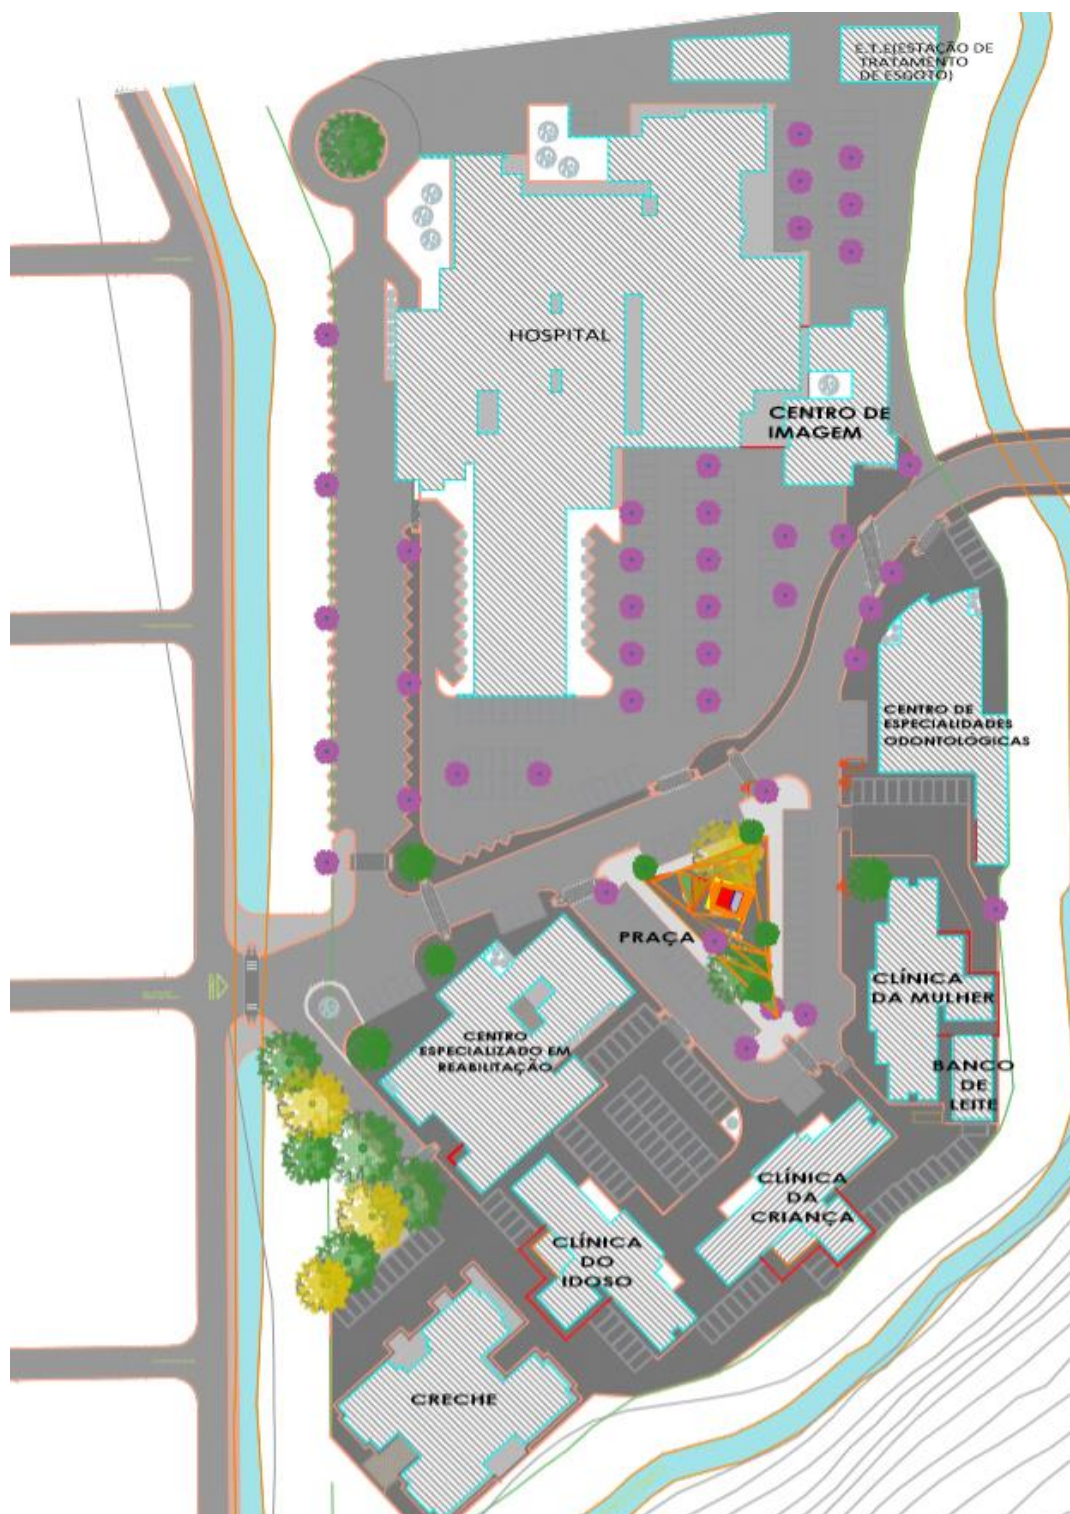 E.T.E(ESTAÇÃO DE
TRATAMENTO
DE ESGOTO)
HOSPITAL
CENTRO DE
IMAGEM
CENTRO DE
ESPECIALIDADES
ODONTOLÓGICAS
PRAÇA
CLÍNICA
DA MULHER
CENTRO
ESPECIALIZADO EM
REABILITAÇÃO
BANCO
DE
LEITE
CLÍNICA
DA
CRIANÇA
CLÍNICA
DO
IDOSO
CRECHE